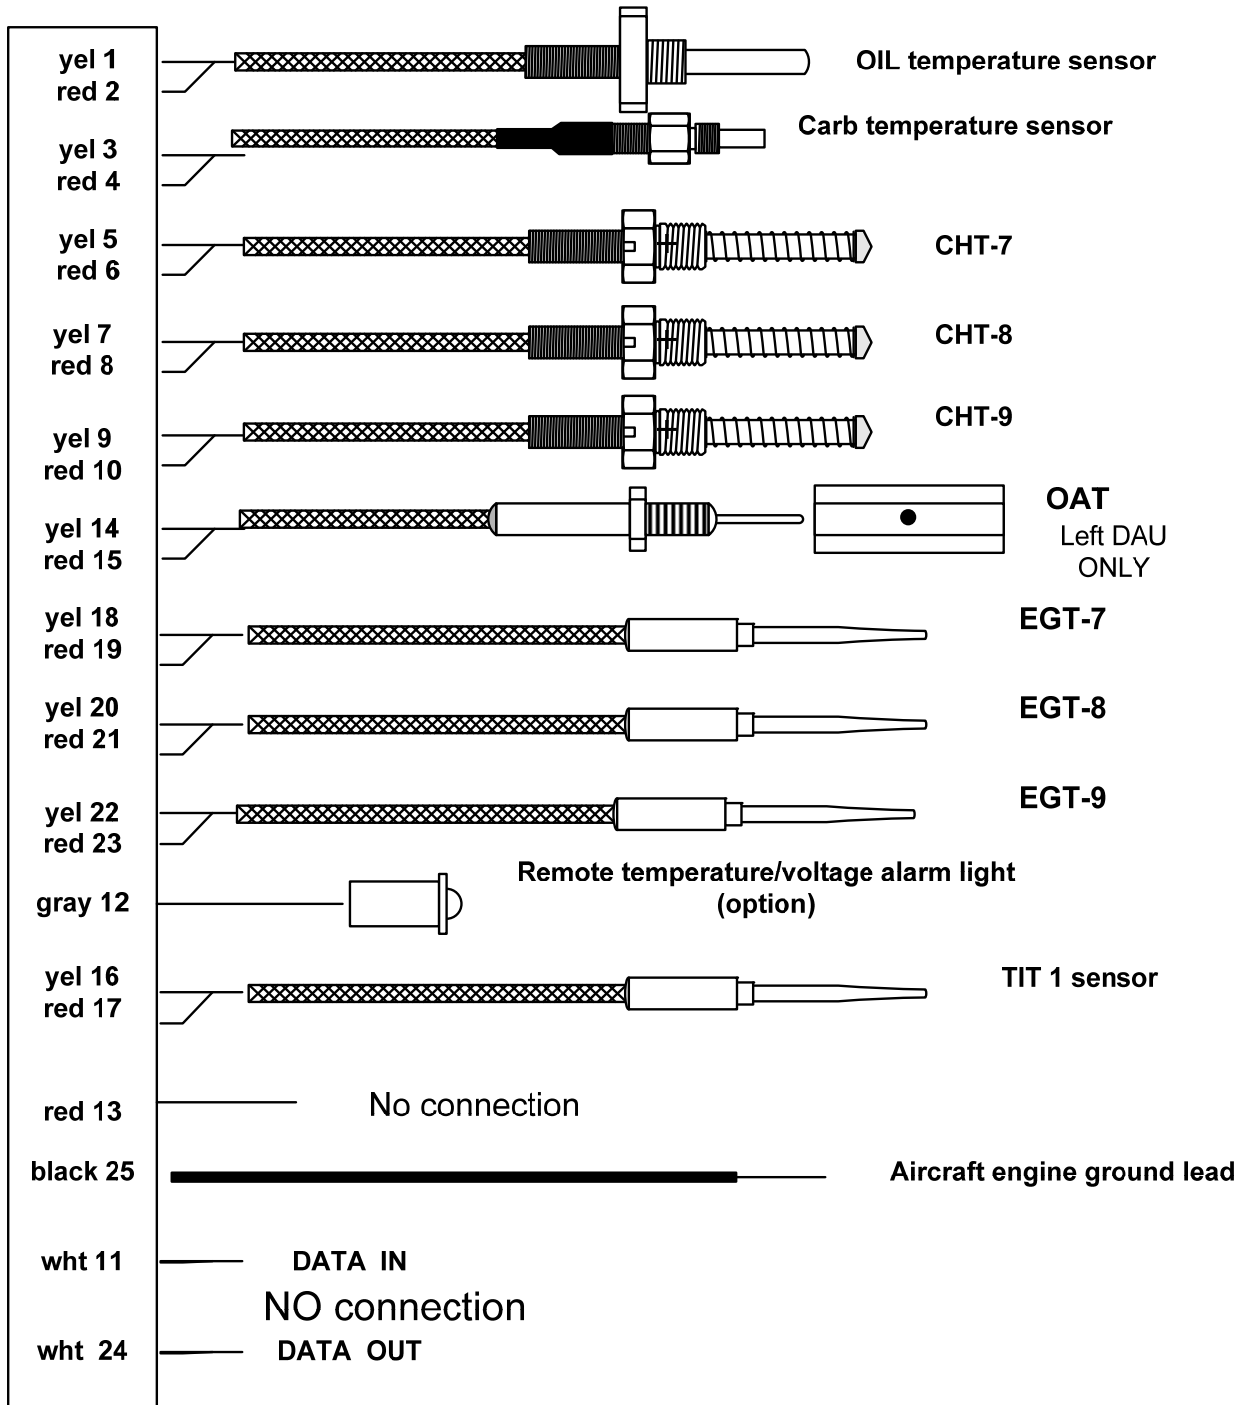 yel 1
red 2
OIL temperature sensor
yel 3
red 4
Carb temperature sensor
yel 5
red 6
CHT-7
yel 7
red 8
CHT-8
yel 9
red 10
CHT-9
yel 14
red 15
OAT
Left DAU
ONLY
yel 18
red 19
EGT-7
yel 20
red 21
EGT-8
yel 22
red 23
EGT-9
gray 12
Remote temperature/voltage alarm light
(option)
yel 16
red 17
TIT 1 sensor
red 13
No connection
black 25
Aircraft engine ground lead
wht 11
DATA IN
NO connection
wht 24
DATA OUT